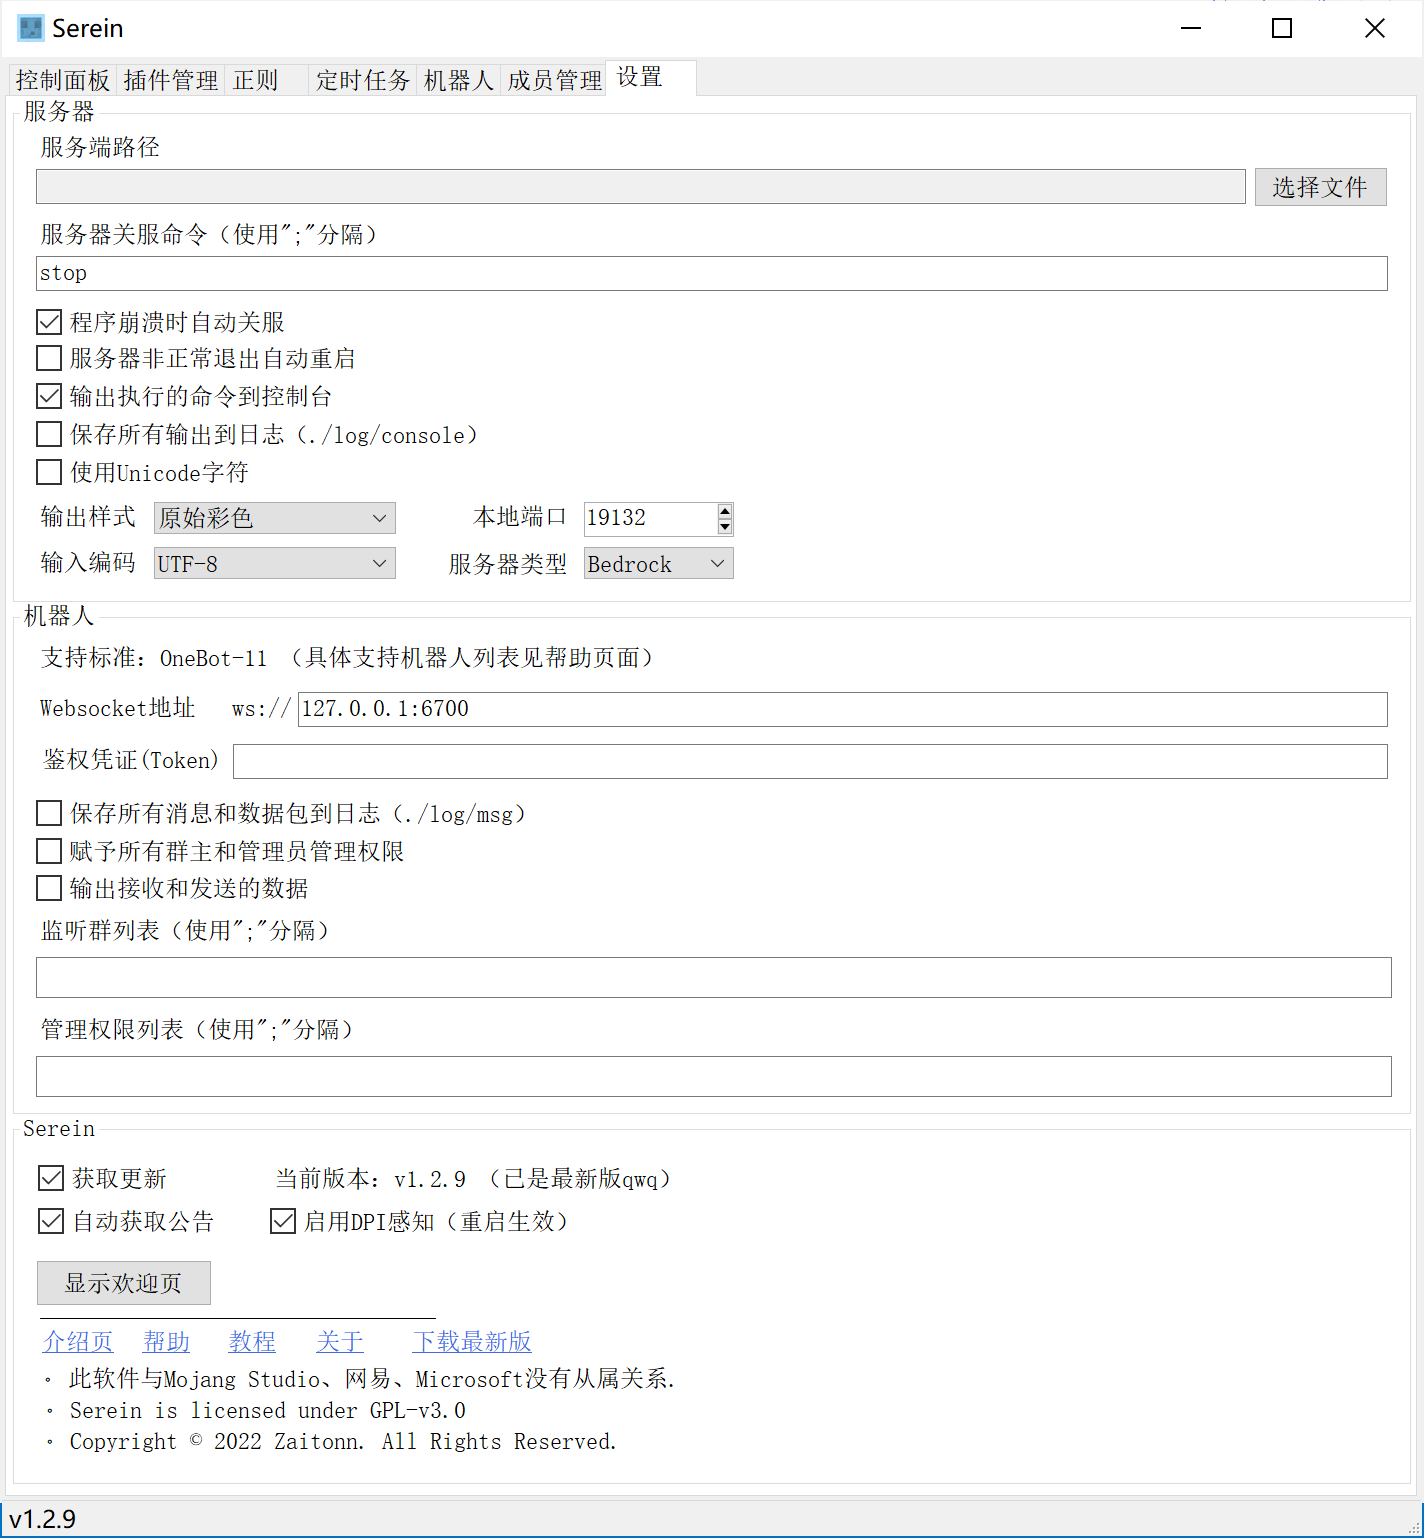 Serein
控制面板 插件管理 正则 定时任务 机器人 成员管理 设置
服务器
服务端路径
选择文件
服务器关服命令（使用";"分隔）
stop
程序崩溃时自动关服
服务器非正常退出自动重启
输出执行的命令到控制台
保存所有输出到日志（./log/console）
使用Unicode字符
输出样式 原始彩色 本地端口 19132
输入编码 UTF-8 服务器类型 Bedrock
机器人
支持标准：OneBot-11 （具体支持机器人列表见帮助页面）
Websocket地址 ws:// 127.0.0.1:6700
鉴权凭证(Token)
保存所有消息和数据包到日志（./log/msg）
赋予所有群主和管理员管理权限
输出接收和发送的数据
监听群列表（使用";"分隔）
管理权限列表（使用";"分隔）
Serein
获取更新 当前版本：v1.2.9 （已是最新版qwq）
自动获取公告 启用DPI感知（重启生效）
显示欢迎页
介绍页 帮助 教程 关于 下载最新版
◦ 此软件与Mojang Studio、网易、Microsoft没有从属关系.
◦ Serein is licensed under GPL-v3.0
◦ Copyright © 2022 Zaitonn. All Rights Reserved.
v1.2.9